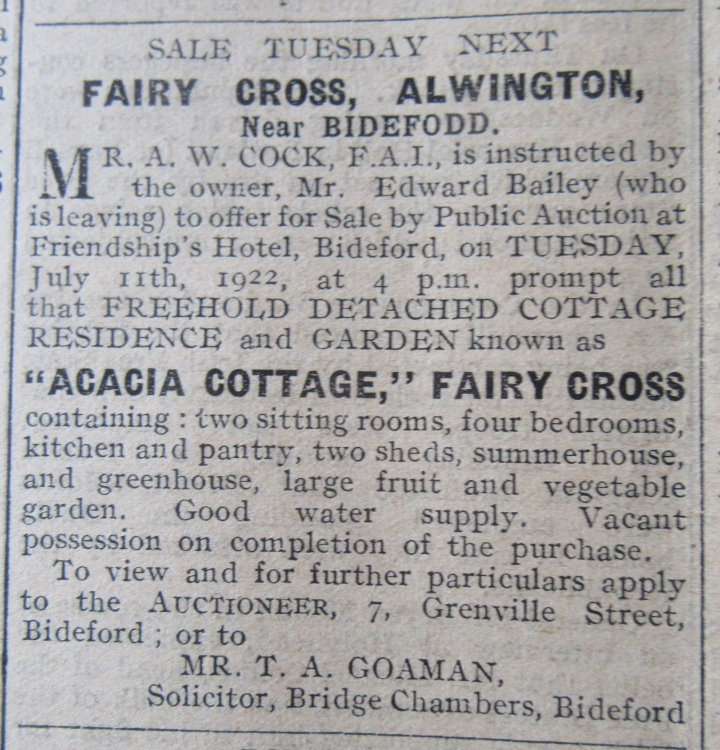 SALE TUESDAY NEXT
FAIRY CROSS, ALWINGTON,
Near BIDEFODD.
MR. A. W. COCK, F.A.I., is instructed by
the owner, Mr. Edward Bailey (who
is leaving) to offer for Sale by Public Auction at
Friendship's Hotel, Bideford, on TUESDAY,
July 11th, 1922, at 4 p.m. prompt all
that FREEHOLD DETACHED COTTAGE
RESIDENCE and GARDEN known as
"ACACIA COTTAGE," FAIRY CROSS
containing : two sitting rooms, four bedrooms,
kitchen and pantry, two sheds, summerhouse,
and greenhouse, large fruit and vegetable
garden. Good water supply. Vacant
possession on completion of the purchase.
To view and for further particulars apply
to the AUCTIONEER, 7, Grenville Street,
Bideford ; or to
MR. T. A. GOAMAN,
Solicitor, Bridge Chambers, Bideford